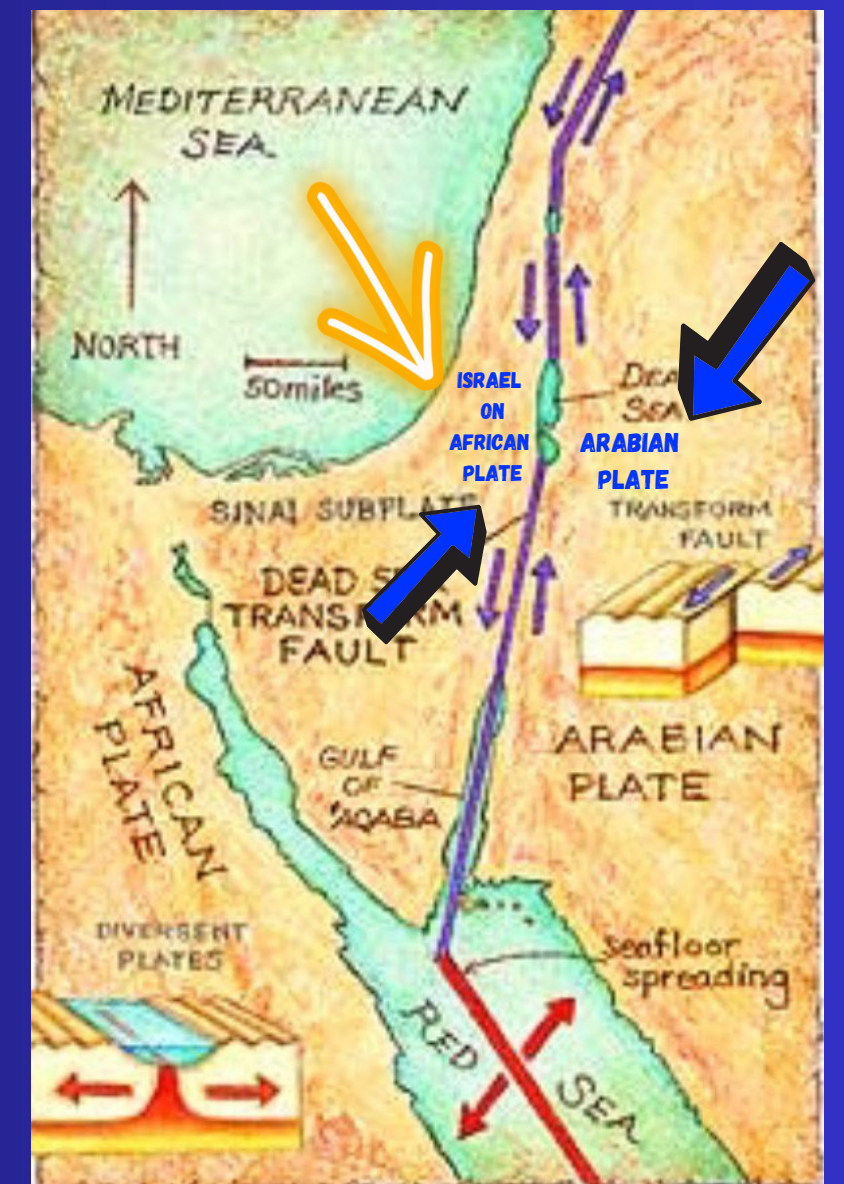 MEDITERRANEAN
SEA
NORTH
50miles
ISRAEL
ON
AFRICAN
PLATE
DEAD
SEA
ARABIAN
PLATE
SINAI SUBPLATE
TRANSFORM
FAULT
DEAD SEA
TRANSFORM
FAULT
AFRICAN
PLATE
ARABIAN
PLATE
GULF
OF
'AQABA
DIVERGENT
PLATES
Seafloor
spreading
RED
SEA